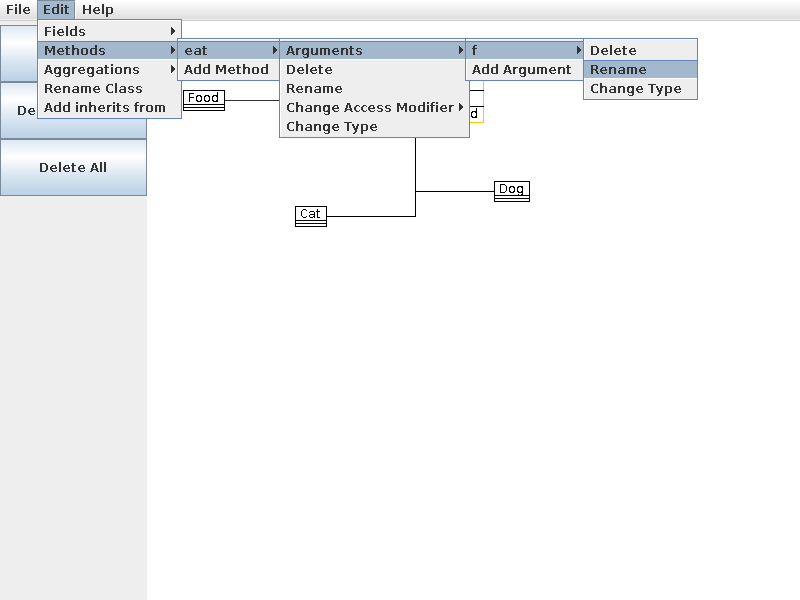 File Edit Help
Fields
Methods eat Arguments f Delete
Aggregations Add Method Delete Add Argument Rename
Rename Class Rename Change Type
Add inherits from Food Change Access Modifier
Change Type
Delete All
Dog
Cat